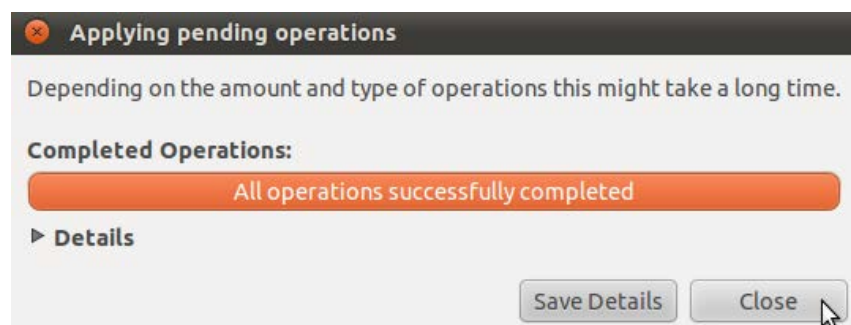 Applying pending operations
Depending on the amount and type of operations this might take a long time.
Completed Operations:
All operations successfully completed
Details
Save Details
Close